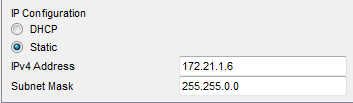 IP Configuration
DHCP
Static
IPv4 Address 172.21.1.6
Subnet Mask 255.255.0.0